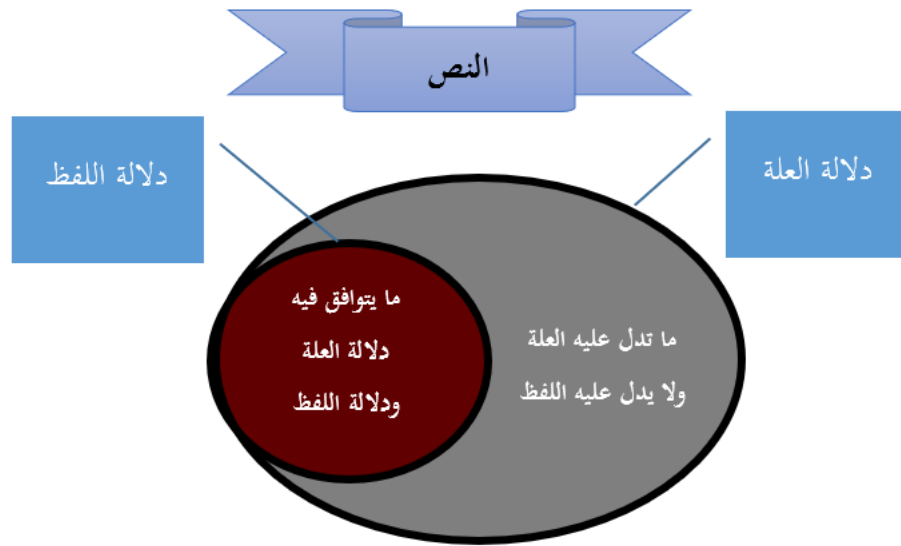 النص
دلالة العلة
دلالة اللفظ
ما تدل عليه العلة
ولا يدل عليه اللفظ
ما يتوافق فيه
دلالة العلة
ودلالة اللفظ